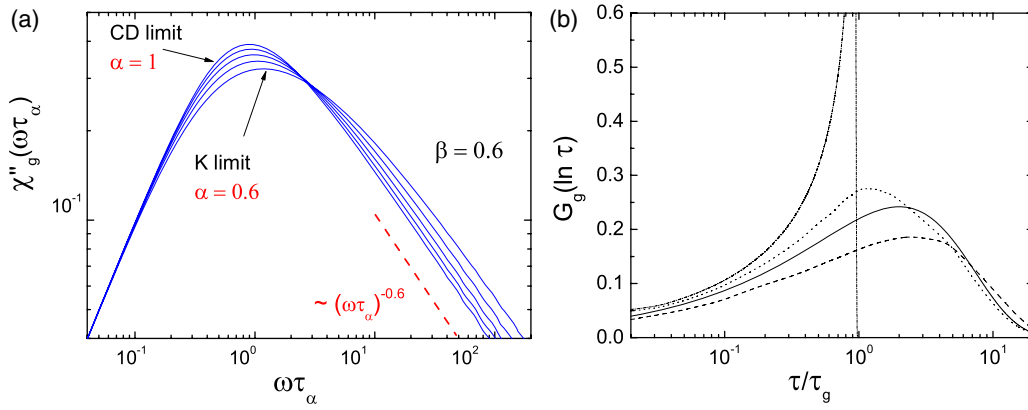 (a)
CD limit
α = 1
K limit
α = 0.6
β = 0.6
~ (ωτα)-0.6
χ''g(ωτα)
10-1
10-1 100 101 102
ωτα
(b)
0.6
0.5
0.4
0.3
0.2
0.1
0.0
Gg(ln τ)
10-1 100 101
τ/τg